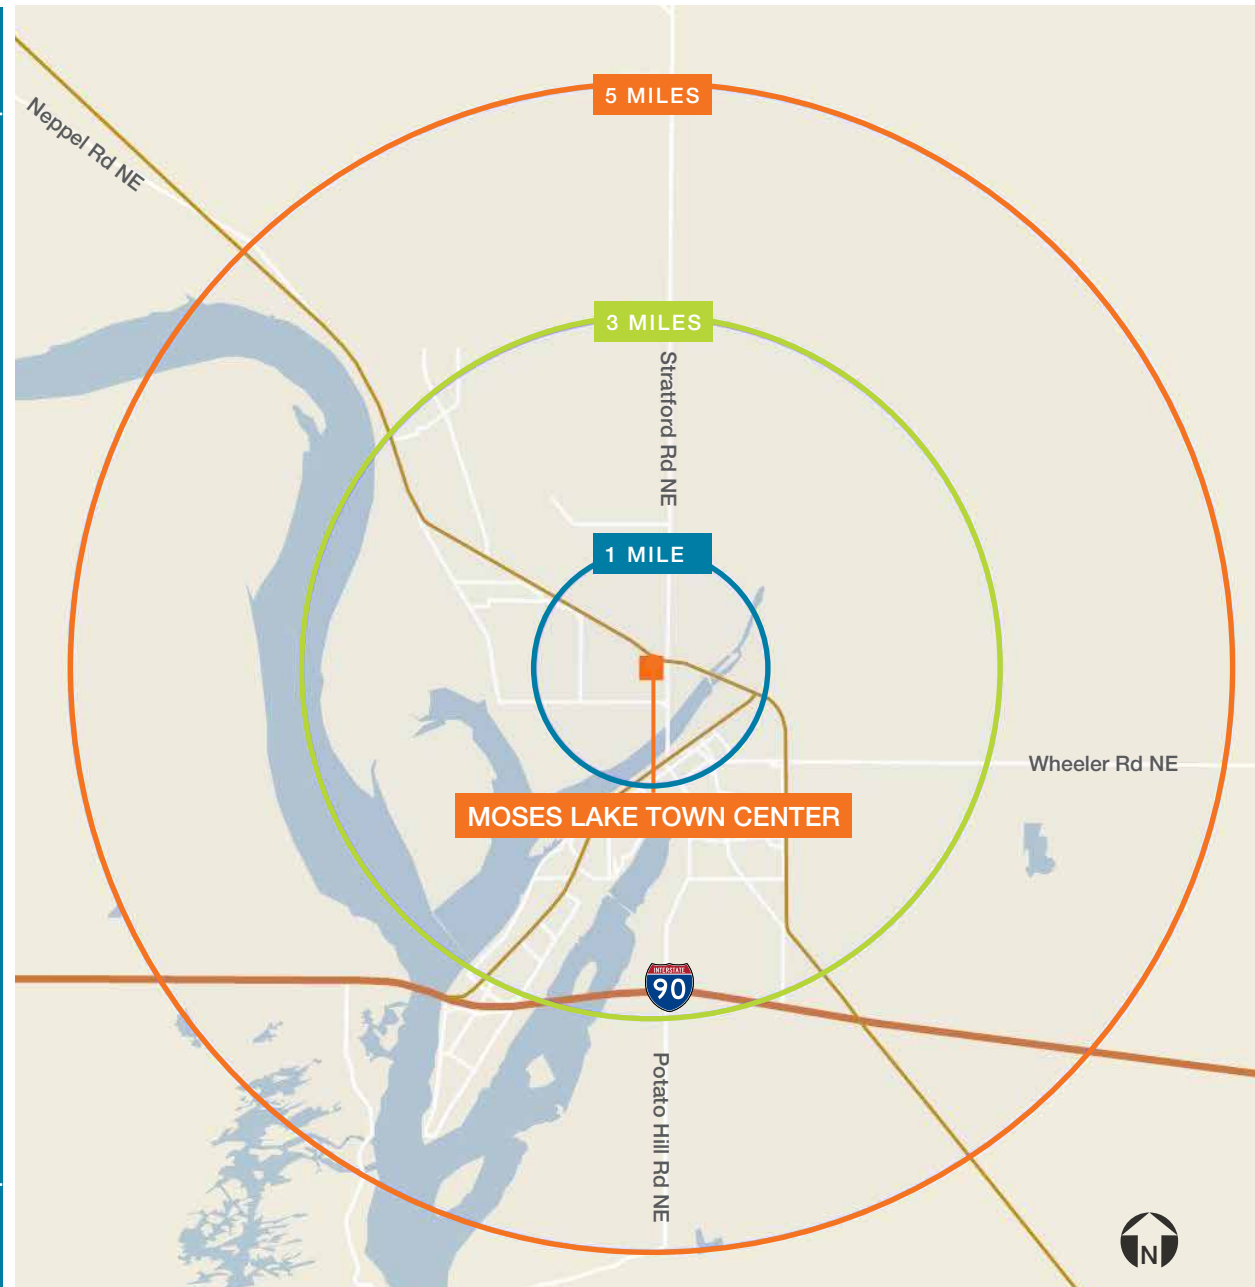 5 MILES
Neppel Rd NE
3 MILES
Stratford Rd NE
1 MILE
Wheeler Rd NE
MOSES LAKE TOWN CENTER
INTERSTATE
90
Potato Hill Rd NE
N